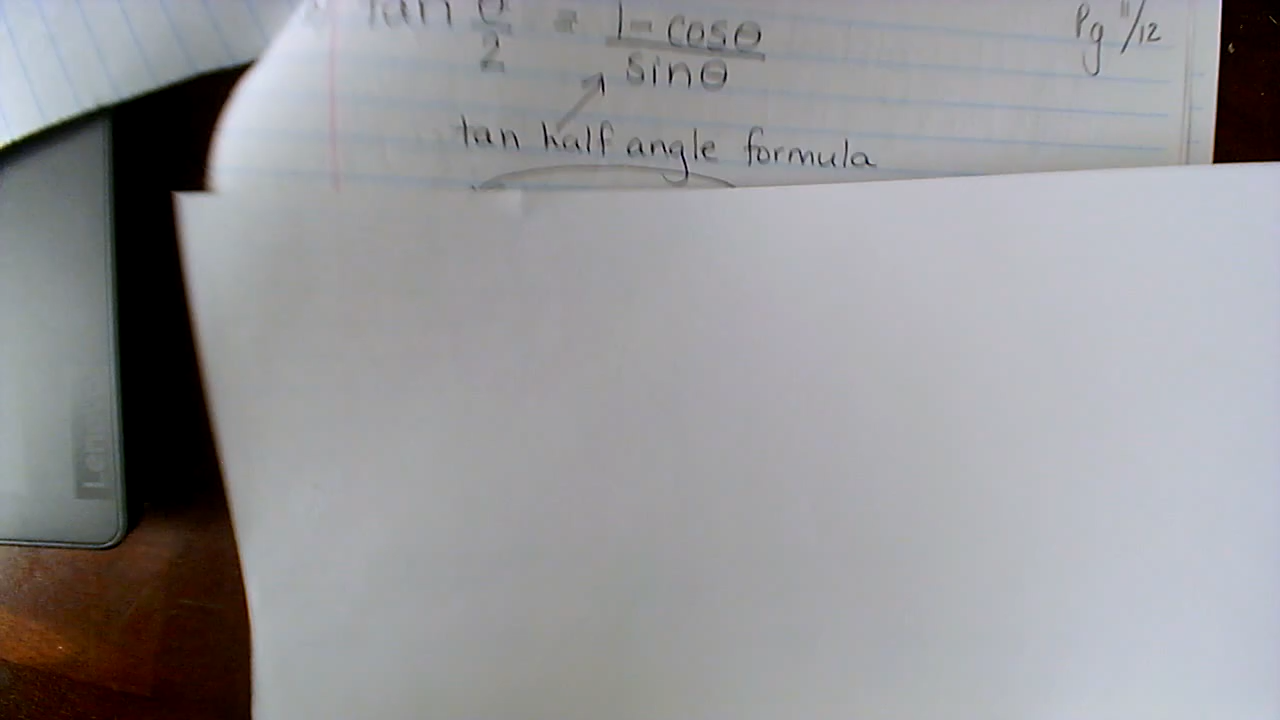 tan θ/2 = 1 - cosθ / sinθ
Pg 11/12
tan half angle formula